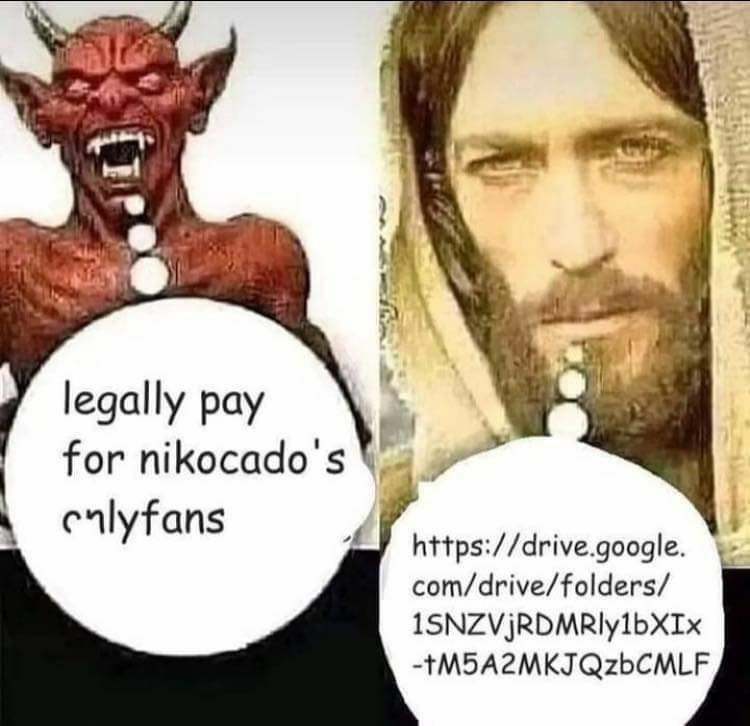 legally pay
for nikocado's
onlyfans
https://drive.google.
com/drive/folders/
1SNZVjRDMRly1bXIx
-tM5A2MKJQzbCMLF